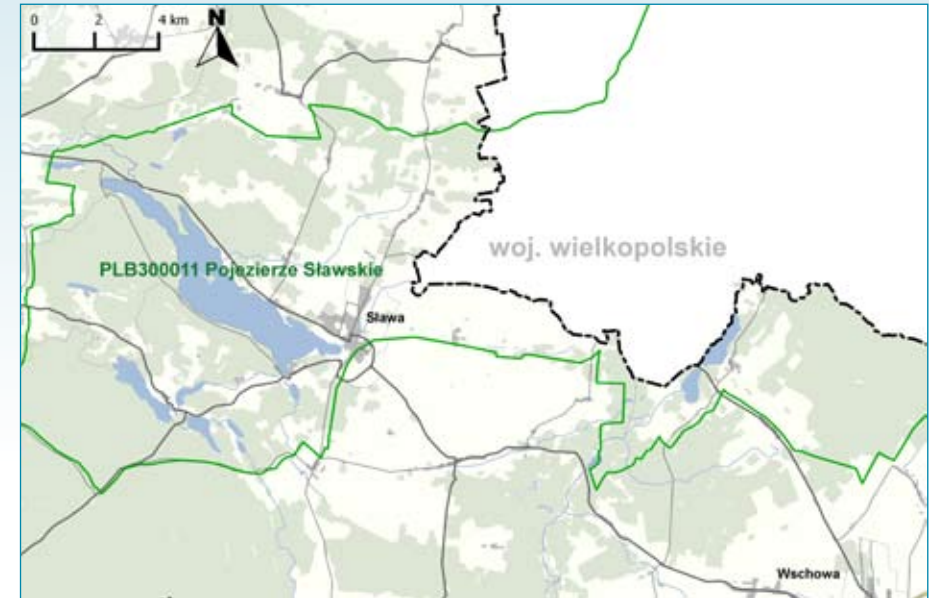 0 2 4 km N
woj. wielkopolskie
PLB300011 Pojezierze Sławskie
Sława
Wschowa